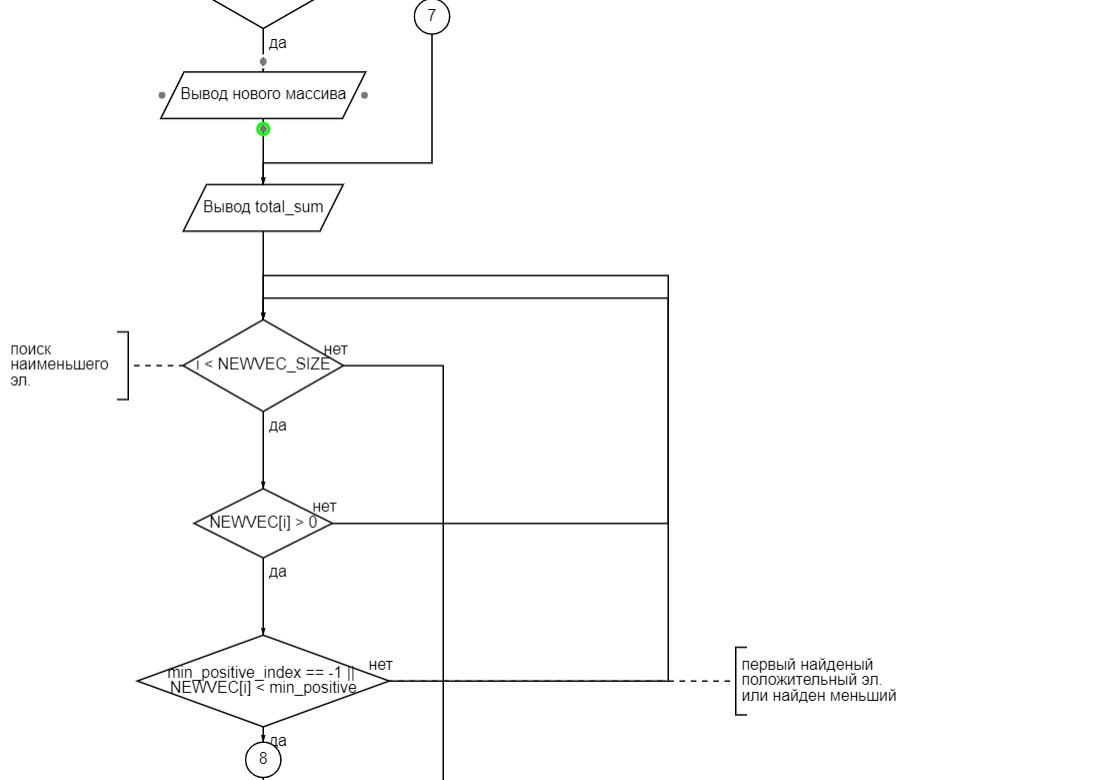 7
да
Вывод нового массива
Вывод total_sum
поиск
наименьшего
эл.
нет
i < NEWVEC_SIZE
да
нет
NEWVEC[i] > 0
да
нет
min_positive_index == -1 ||
NEWVEC[i] < min_positive
первый найденый
положительный эл.
или найден меньший
да
8